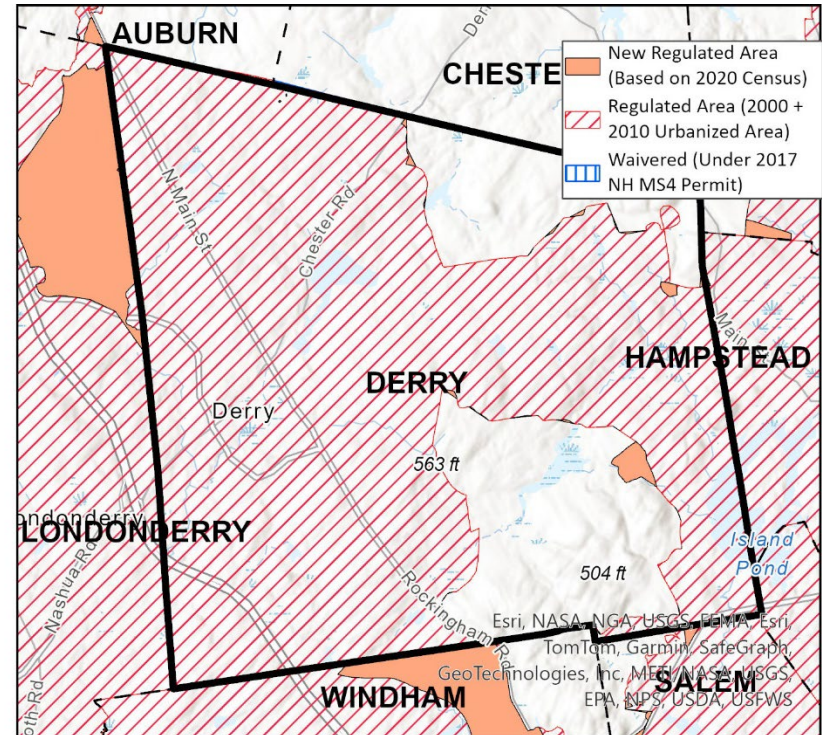 AUBURN
CHESTE
New Regulated Area
(Based on 2020 Census)
Regulated Area (2000 +
2010 Urbanized Area)
Waivered (Under 2017
NH MS4 Permit)
N Main St
Chester Rd
Main
HAMPSTEAD
DERRY
Derry
563 ft
ondonderry
LONDONDERRY
Nashua Rd
Island
Pond
504 ft
Rockingham Rd
Esri, NASA, NGA, USGS, FEMA, Esri,
TomTom, Garmin, SafeGraph,
GeoTechnologies, Inc, METI/NASA, USGS,
EPA, NPS, USDA, USFWS
WINDHAM
SALEM
oth Rd